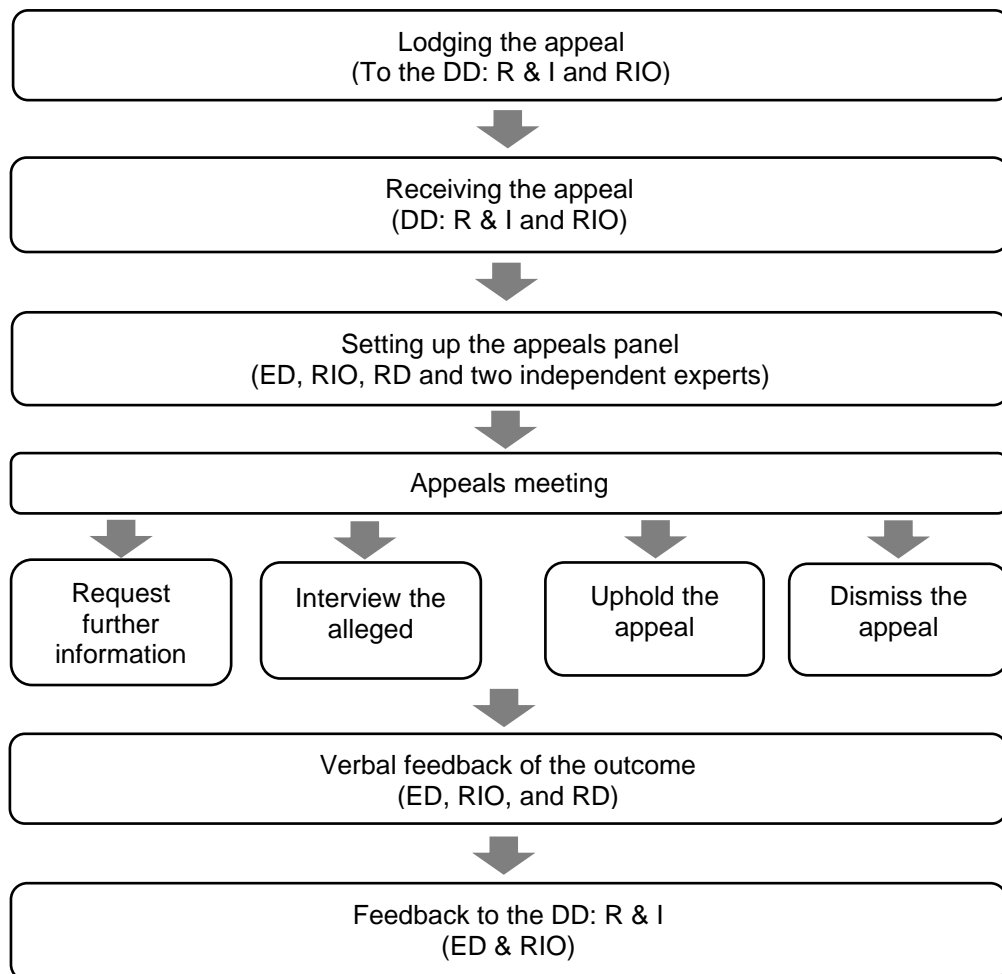 Lodging the appeal
(To the DD: R & I and RIO)
Receiving the appeal
(DD: R & I and RIO)
Setting up the appeals panel
(ED, RIO, RD and two independent experts)
Appeals meeting
Request
further
information
Interview the
alleged
Uphold the
appeal
Dismiss the
appeal
Verbal feedback of the outcome
(ED, RIO, and RD)
Feedback to the DD: R & I
(ED & RIO)